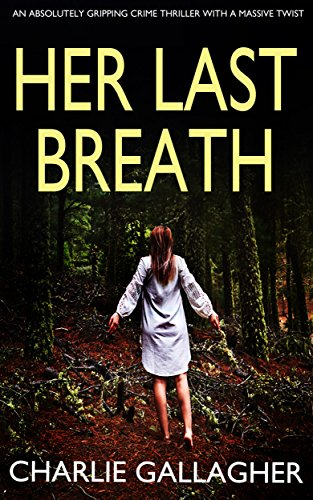 AN ABSOLUTELY GRIPPING CRIME THRILLER WITH A MASSIVE TWIST
HER LAST
BREATH
CHARLIE GALLAGHER